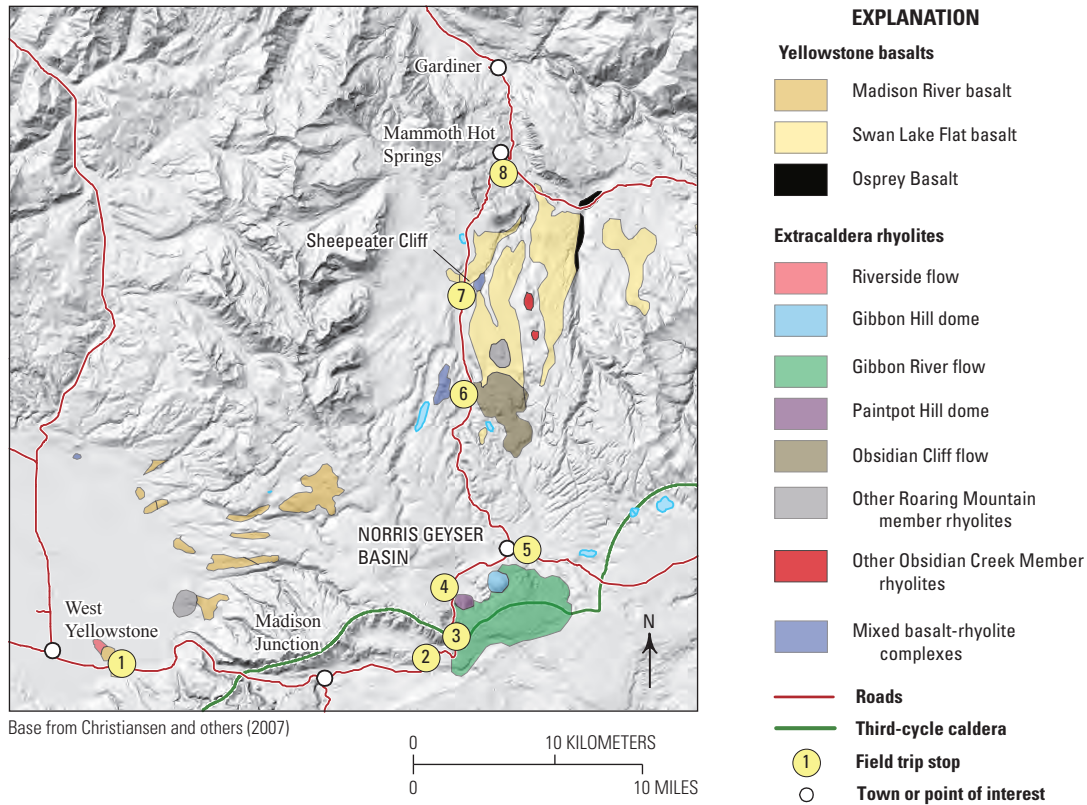 Gardiner
Mammoth Hot
Springs
8
Sheepeater Cliff
7
6
NORRIS GEYSER
BASIN
5
4
West
Yellowstone
Madison
Junction
3
2
1
N
Base from Christiansen and others (2007)
0 10 KILOMETERS
0 10 MILES
EXPLANATION
Yellowstone basalts
Madison River basalt
Swan Lake Flat basalt
Osprey Basalt
Extracaldera rhyolites
Riverside flow
Gibbon Hill dome
Gibbon River flow
Paintpot Hill dome
Obsidian Cliff flow
Other Roaring Mountain
member rhyolites
Other Obsidian Creek Member
rhyolites
Mixed basalt-rhyolite
complexes
Roads
Third-cycle caldera
1 Field trip stop
Town or point of interest